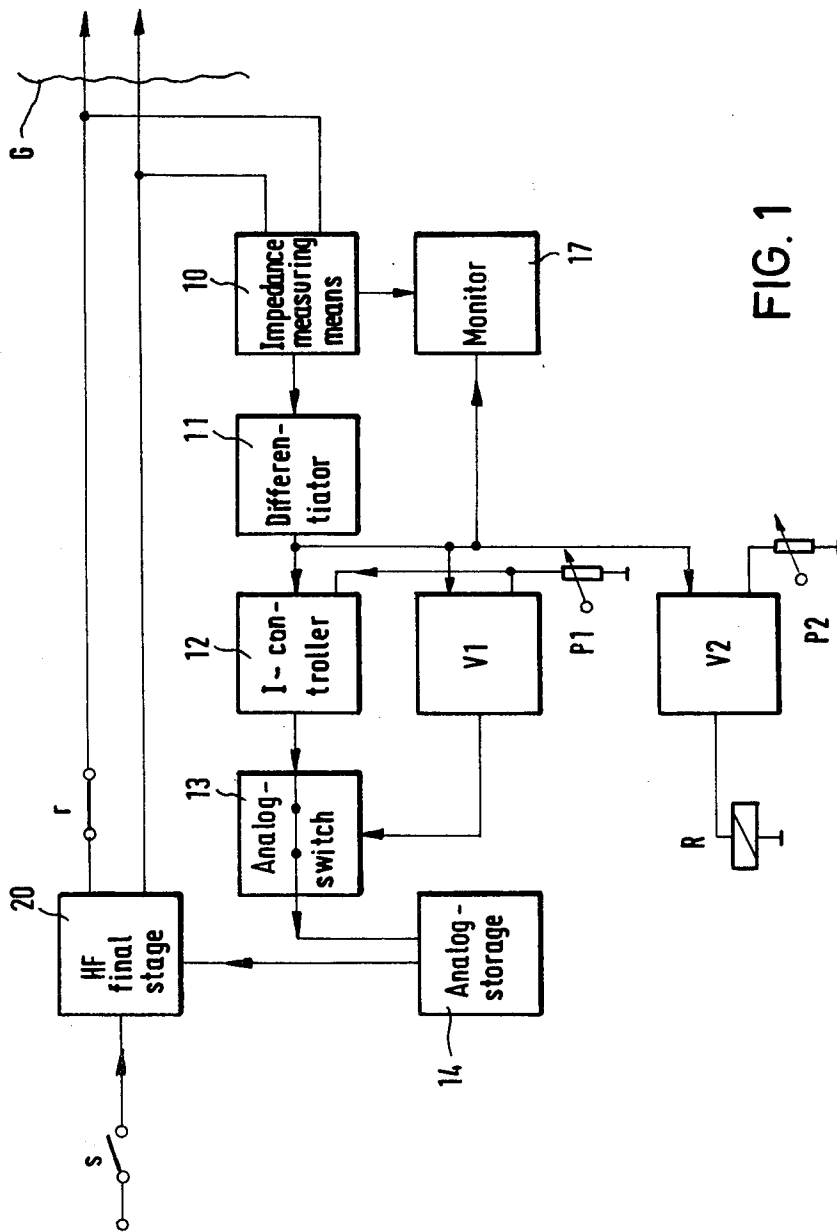 s
20
HF
final
stage
r
G
13
Analog-
switch
12
I~ con-
troller
11
Differen-
tiator
10
Impedance
measuring
means
14
Analog-
storage
V1
P1
Monitor
17
R
V2
P2
FIG. 1